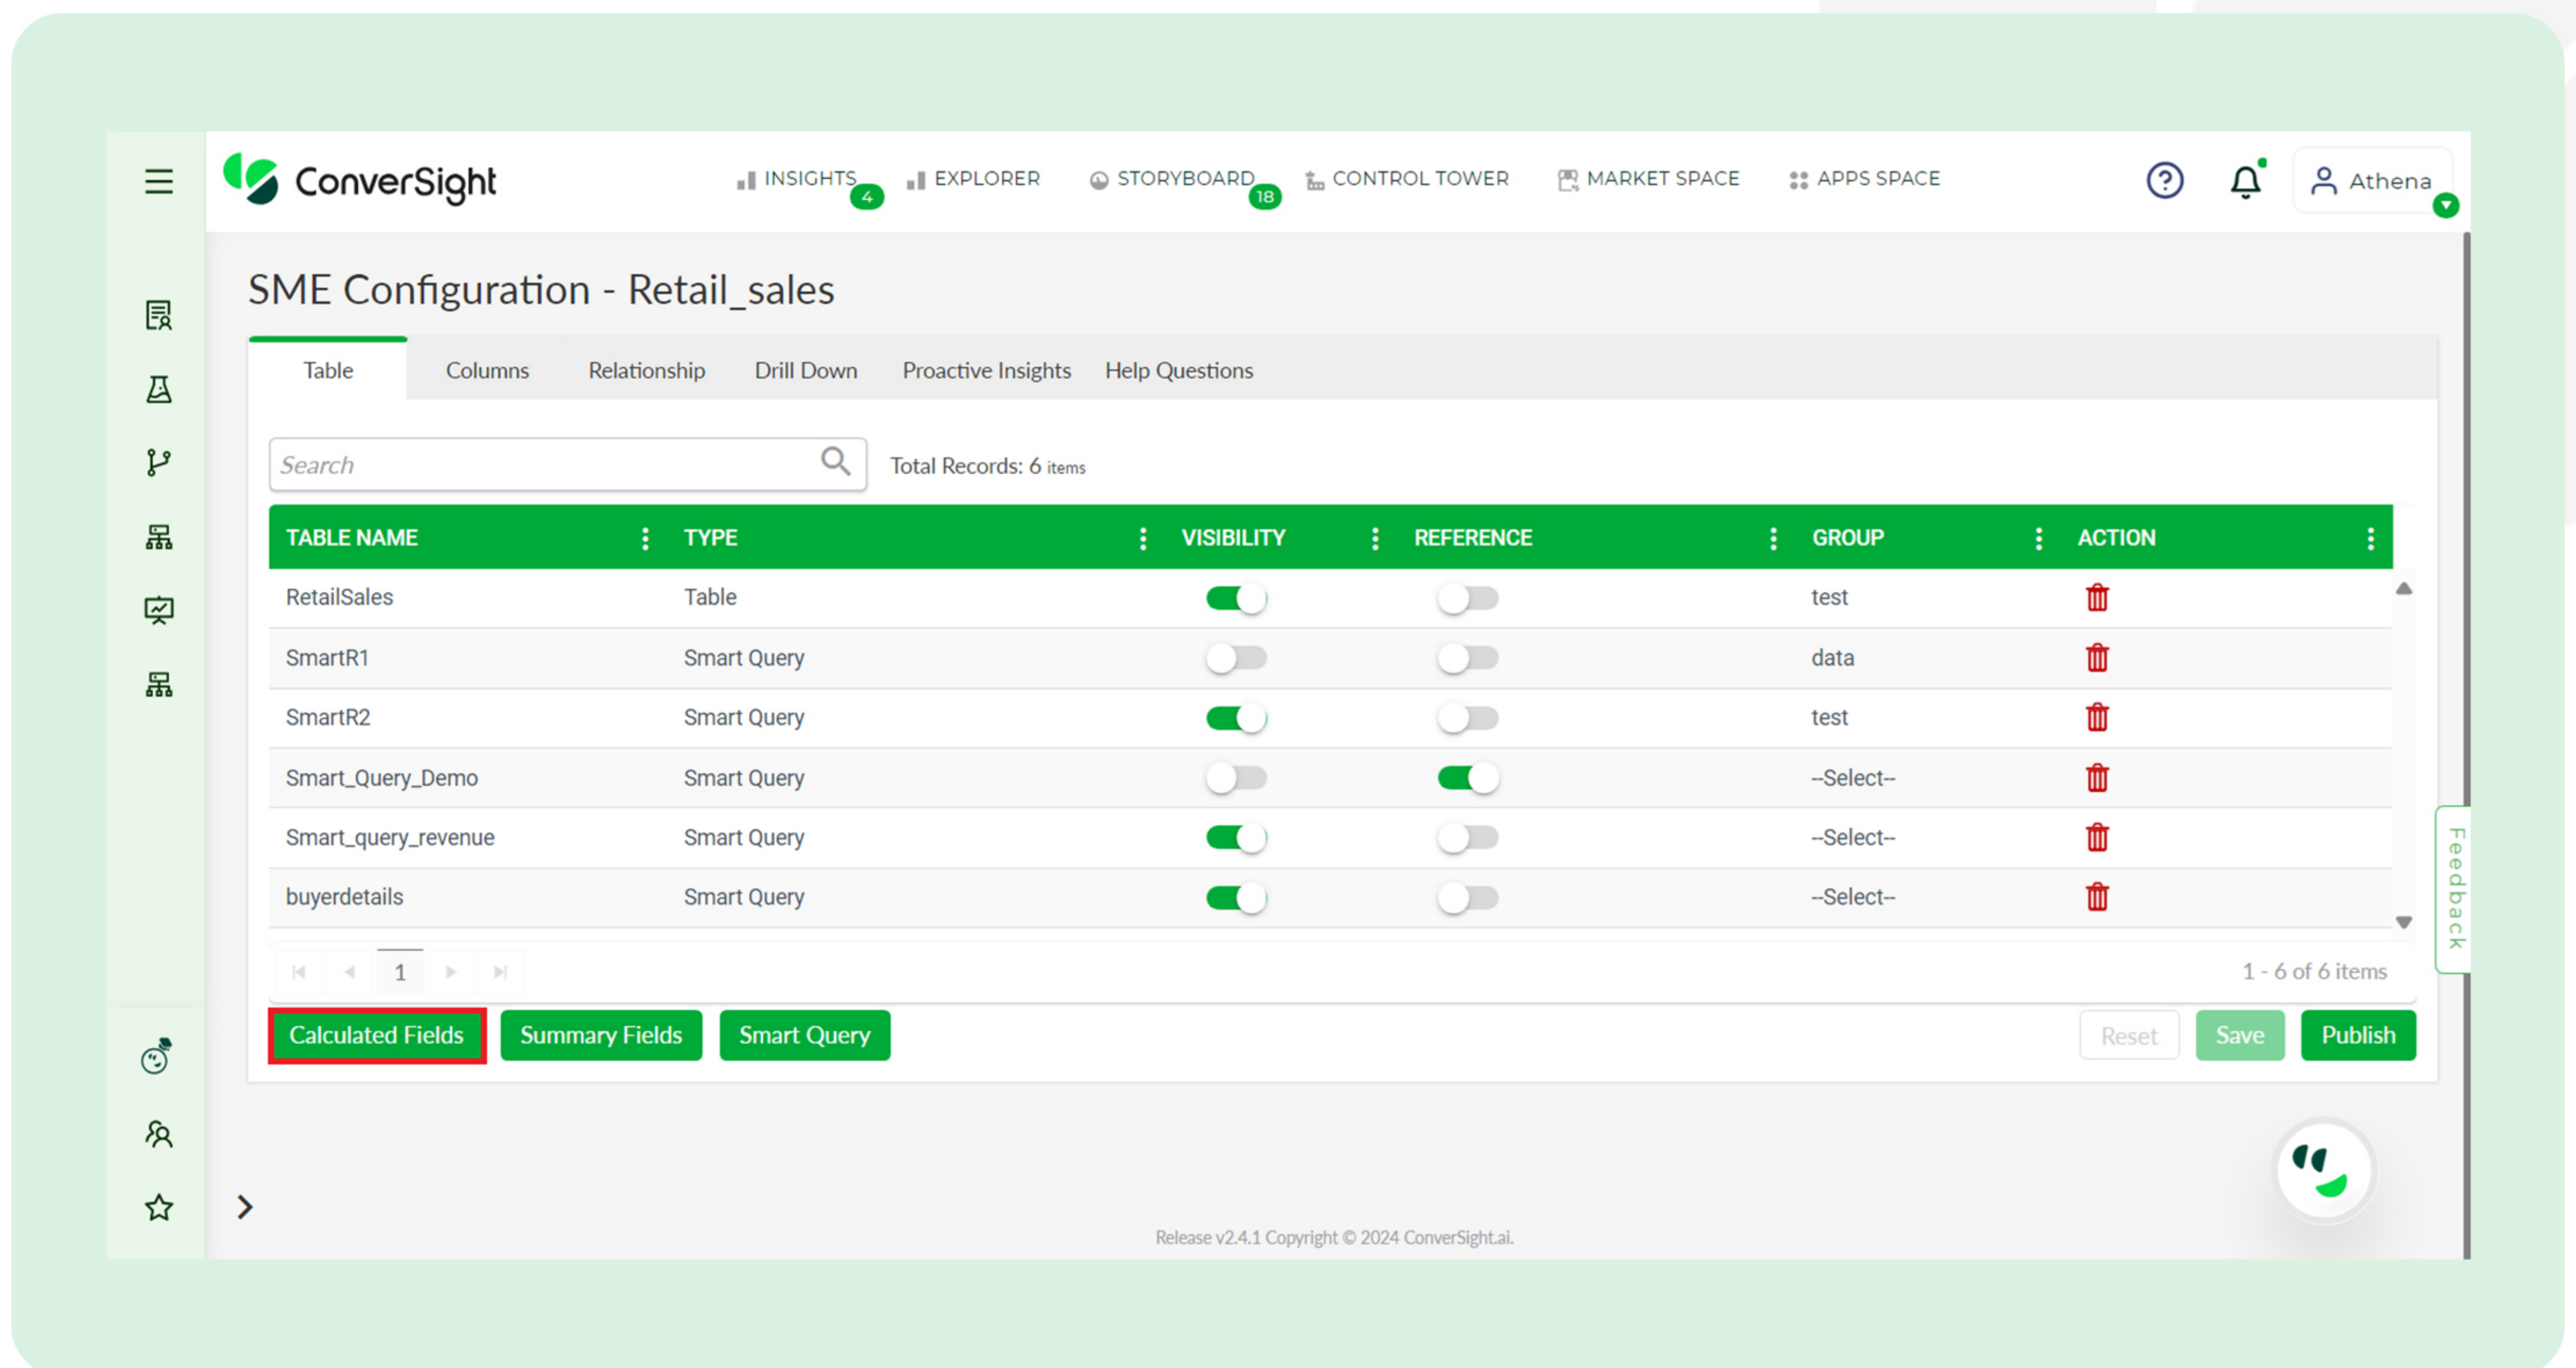 ConverSight
INSIGHTS 4 EXPLORER STORYBOARD 18 CONTROL TOWER MARKET SPACE APPS SPACE
Athena
SME Configuration - Retail_sales
Table Columns Relationship Drill Down Proactive Insights Help Questions
Search Total Records: 6 items
TABLE NAME TYPE VISIBILITY REFERENCE GROUP ACTION
RetailSales Table test
SmartR1 Smart Query data
SmartR2 Smart Query test
Smart_Query_Demo Smart Query --Select--
Smart_query_revenue Smart Query --Select--
buyerdetails Smart Query --Select--
Feedback
1 1 - 6 of 6 items
Calculated Fields Summary Fields Smart Query Reset Save Publish
Release v2.4.1 Copyright © 2024 ConverSight.ai.